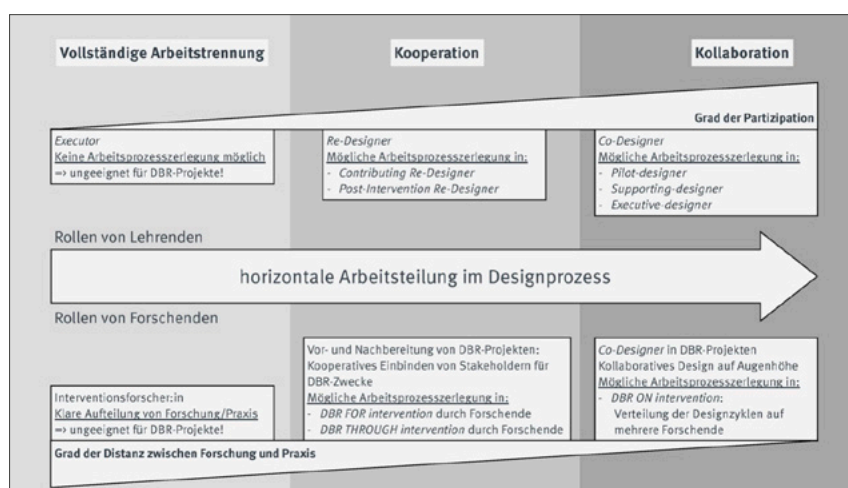 Vollständige Arbeitstrennung
Kooperation
Kollaboration
Grad der Partizipation
Executor
Keine Arbeitsprozesszerlegung möglich
=> ungeeignet für DBR-Projekte!
Re-Designer
Mögliche Arbeitsprozesszerlegung in:
- Contributing Re-Designer
- Post-Intervention Re-Designer
Co-Designer
Mögliche Arbeitsprozesszerlegung in:
- Pilot-designer
- Supporting-designer
- Executive-designer
Rollen von Lehrenden
horizontale Arbeitsteilung im Designprozess
Rollen von Forschenden
Interventionsforscher:in
Klare Aufteilung von Forschung/Praxis
=> ungeeignet für DBR-Projekte!
Vor- und Nachbereitung von DBR-Projekten:
Kooperatives Einbinden von Stakeholdern für
DBR-Zwecke
Mögliche Arbeitsprozesszerlegung in:
- DBR FOR intervention durch Forschende
- DBR THROUGH intervention durch Forschende
Co-Designer in DBR-Projekten
Kollaboratives Design auf Augenhöhe
Mögliche Arbeitsprozesszerlegung in:
- DBR ON intervention:
Verteilung der Designzyklen auf
mehrere Forschende
Grad der Distanz zwischen Forschung und Praxis